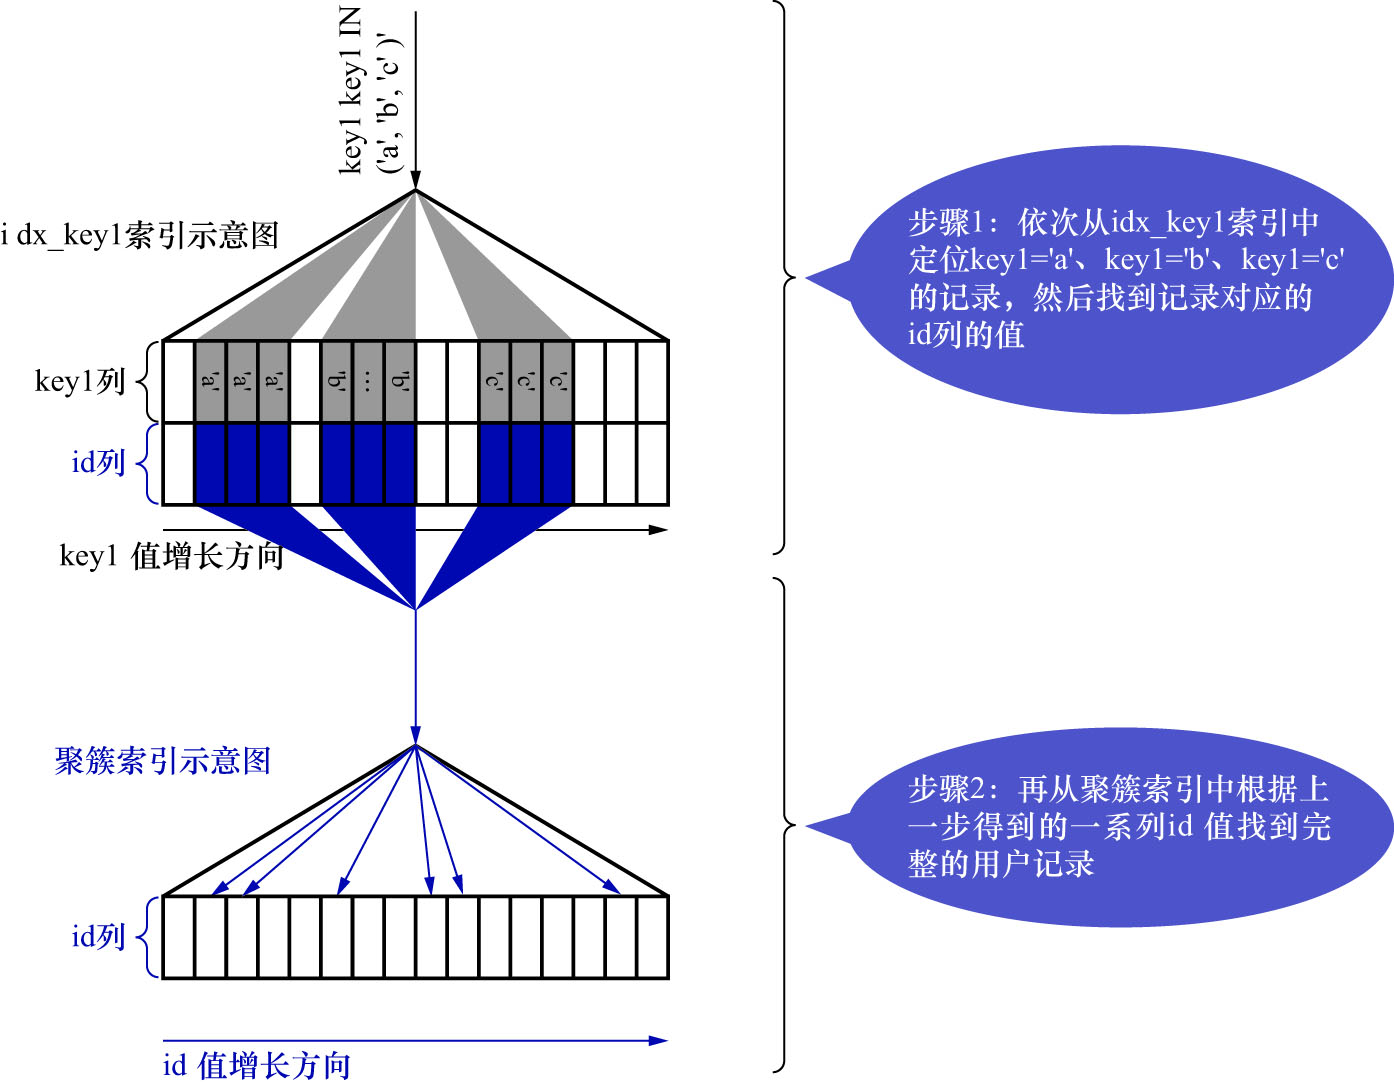 key1 key1 IN
('a', 'b', 'c' )'
i dx_key1索引示意图
步骤1：依次从idx_key1索引中
定位key1='a'、key1='b'、key1='c'
的记录，然后找到记录对应的
id列的值
key1列
'a' 'a' 'a' 'b' … 'b' 'c' 'c' 'c'
id列
key1 值增长方向
聚簇索引示意图
步骤2：再从聚簇索引中根据上
一步得到的一系列id 值找到完
整的用户记录
id列
id 值增长方向